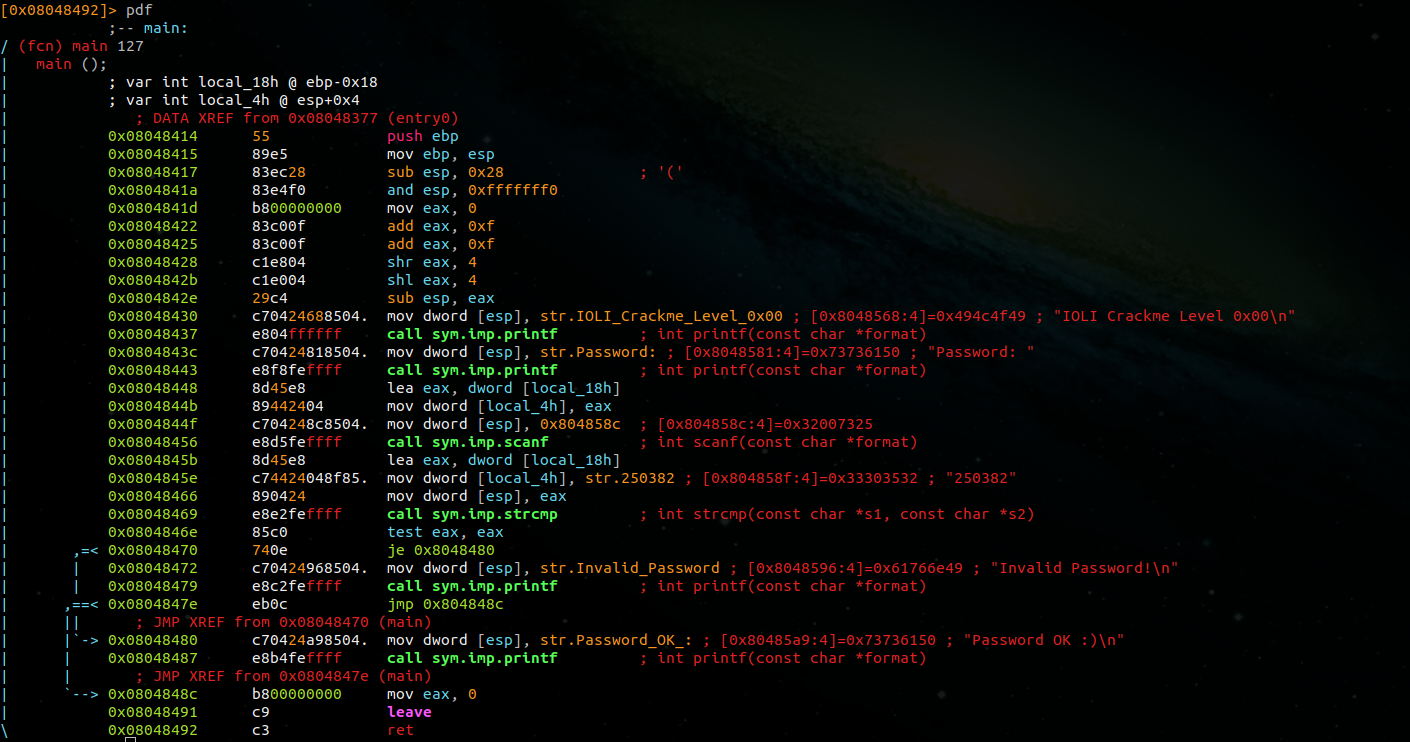 [0x08048492]> pdf
;-- main:
/ (fcn) main 127
|   main ();
|           ; var int local_18h @ ebp-0x18
|           ; var int local_4h @ esp+0x4
|              ; DATA XREF from 0x08048377 (entry0)
|           0x08048414      55             push ebp
|           0x08048415      89e5           mov ebp, esp
|           0x08048417      83ec28         sub esp, 0x28               ; '('
|           0x0804841a      83e4f0         and esp, 0xfffffff0
|           0x0804841d      b800000000     mov eax, 0
|           0x08048422      83c00f         add eax, 0xf
|           0x08048425      83c00f         add eax, 0xf
|           0x08048428      c1e804         shr eax, 4
|           0x0804842b      c1e004         shl eax, 4
|           0x0804842e      29c4           sub esp, eax
|           0x08048430      c70424688504.  mov dword [esp], str.IOLI_Crackme_Level_0x00 ; [0x8048568:4]=0x494c4f49 ; "IOLI Crackme Level 0x00\n"
|           0x08048437      e804ffffff     call sym.imp.printf         ; int printf(const char *format)
|           0x0804843c      c70424818504.  mov dword [esp], str.Password: ; [0x8048581:4]=0x73736150 ; "Password: "
|           0x08048443      e8f8feffff     call sym.imp.printf         ; int printf(const char *format)
|           0x08048448      8d45e8         lea eax, dword [local_18h]
|           0x0804844b      89442404       mov dword [local_4h], eax
|           0x0804844f      c704248c8504.  mov dword [esp], 0x804858c  ; [0x804858c:4]=0x32007325
|           0x08048456      e8d5feffff     call sym.imp.scanf          ; int scanf(const char *format)
|           0x0804845b      8d45e8         lea eax, dword [local_18h]
|           0x0804845e      c74424048f85.  mov dword [local_4h], str.250382 ; [0x804858f:4]=0x33303532 ; "250382"
|           0x08048466      890424         mov dword [esp], eax
|           0x08048469      e8e2feffff     call sym.imp.strcmp         ; int strcmp(const char *s1, const char *s2)
|           0x0804846e      85c0           test eax, eax
|       ,=< 0x08048470      740e           je 0x8048480
|       |   0x08048472      c70424968504.  mov dword [esp], str.Invalid_Password ; [0x8048596:4]=0x61766e49 ; "Invalid Password!\n"
|       |   0x08048479      e8c2feffff     call sym.imp.printf         ; int printf(const char *format)
|      ,==< 0x0804847e      eb0c           jmp 0x804848c
|      ||      ; JMP XREF from 0x08048470 (main)
|      |`-> 0x08048480      c70424a98504.  mov dword [esp], str.Password_OK_: ; [0x80485a9:4]=0x73736150 ; "Password OK :)\n"
|      |    0x08048487      e8b4feffff     call sym.imp.printf         ; int printf(const char *format)
|      |       ; JMP XREF from 0x0804847e (main)
|      `--> 0x0804848c      b800000000     mov eax, 0
|           0x08048491      c9             leave
\           0x08048492      c3             ret